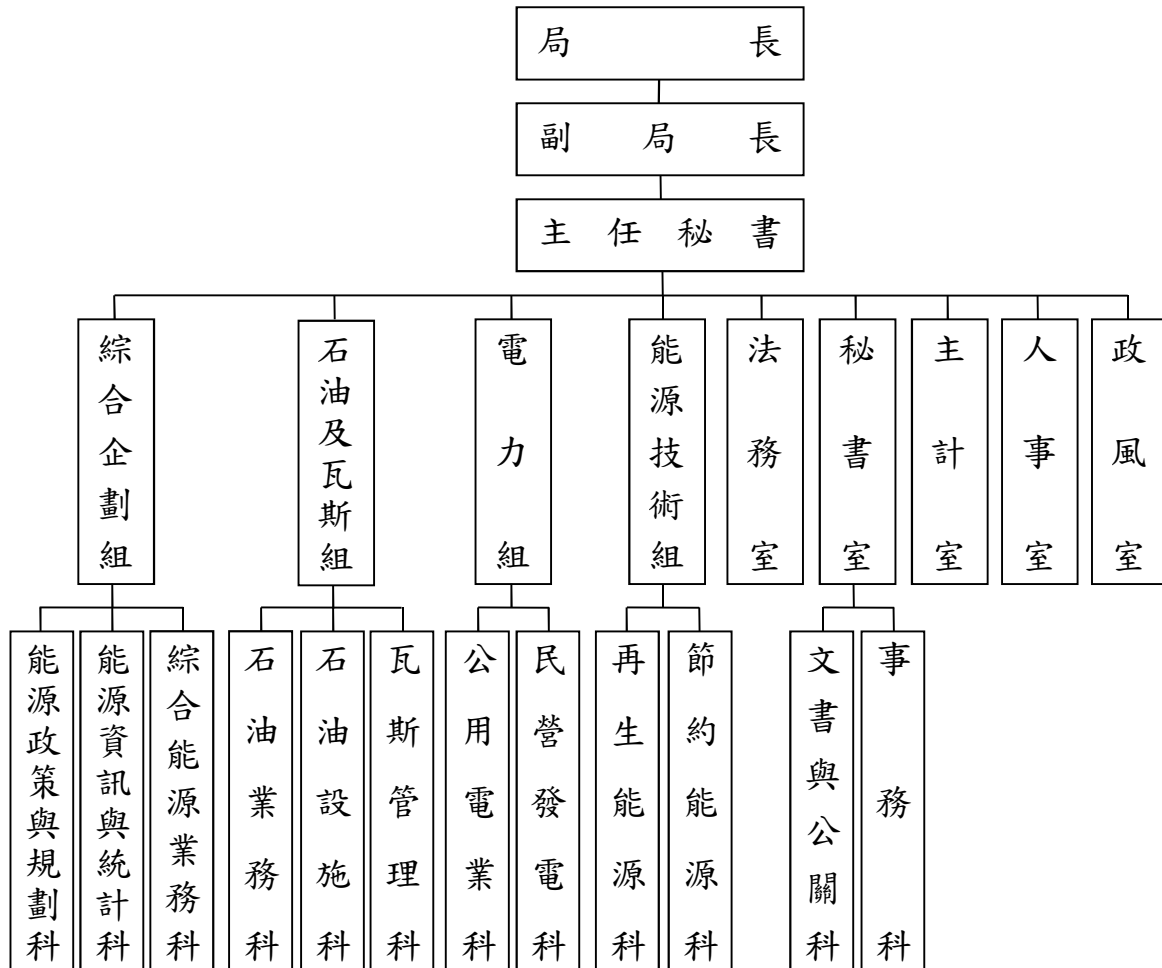 局長
副局長
主任秘書
綜合企劃組
石油及瓦斯組
電力組
能源技術組
法務室
秘書室
主計室
人事室
政風室
能源政策與規劃科
能源資訊與統計科
綜合能源業務科
石油業務科
石油設施科
瓦斯管理科
公用電業科
民營發電科
再生能源科
節約能源科
文書與公關科
事務科